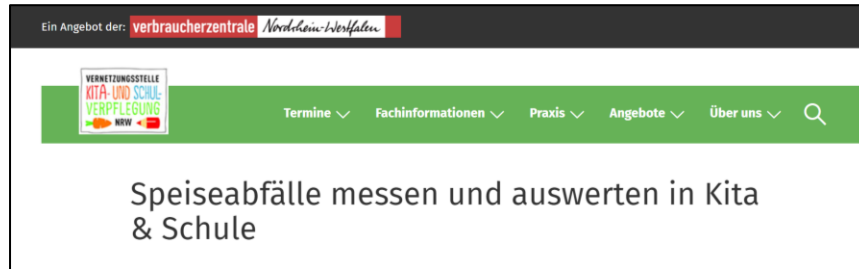 Ein Angebot der: verbraucherzentrale Nordrhein-Westfalen
VERNETZUNGSSTELLE
KITA- UND SCHUL-
VERPFLEGUNG
NRW
Termine Fachinformationen Praxis Angebote Über uns
Speiseabfälle messen und auswerten in Kita
& Schule